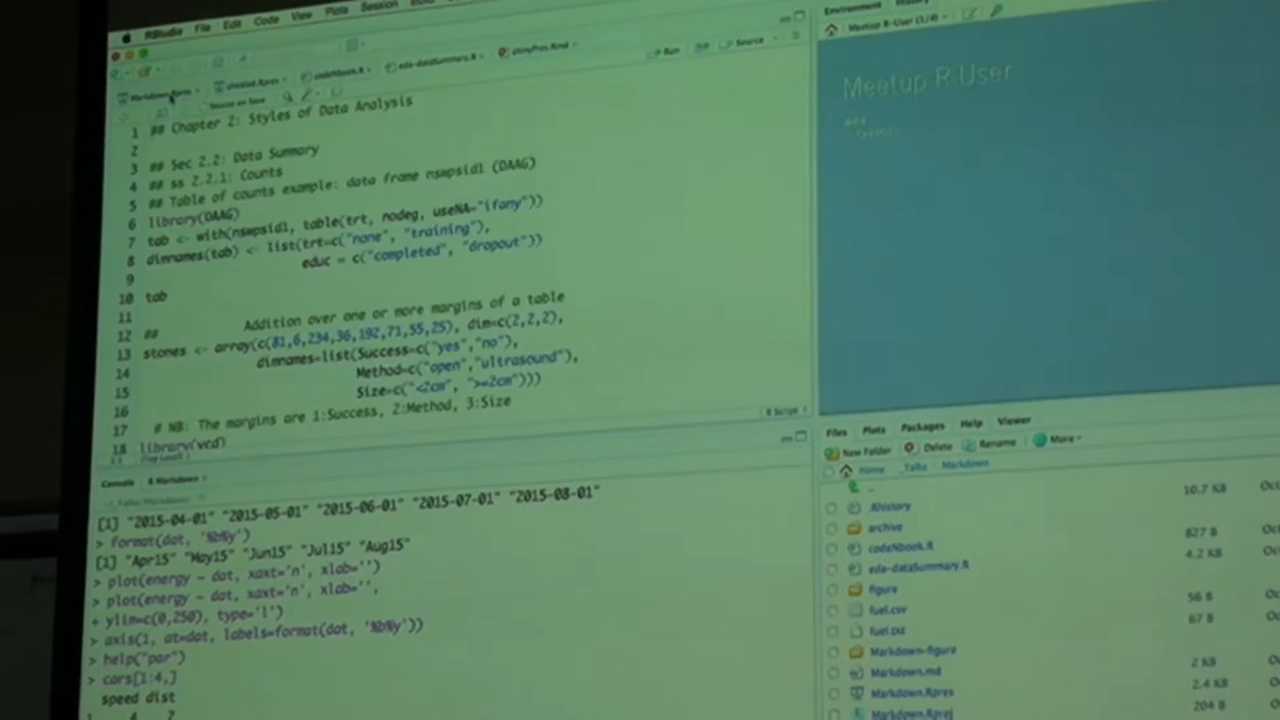 RStudio File Edit Code View Plots Session
Markdown.Rpres Untitled.Rpres codeNbook.R eda-dataSummary.R shinyPres.Rmd
Source on Save Run Source
1 ## Chapter 2: Styles of Data Analysis
2
3 ## Sec 2.2: Data Summary
4 ## ss 2.2.1: Counts
5 ## Table of counts example: data frame nswpsid1 (DAAG)
6 library(DAAG)
7 tab <- with(nswpsid1, table(trt, nodeg, useNA="ifany"))
8 dimnames(tab) <- list(trt=c("none", "training"),
9 educ = c("completed", "dropout"))
10 tab
11
12 ## Addition over one or more margins of a table
13 stones <- array(c(81,6,234,36,192,71,55,25), dim=c(2,2,2),
14 dimnames=list(Success=c("yes","no"),
15 Method=c("open","ultrasound"),
16 Size=c("<2cm", ">=2cm")))
17 # NB: The margins are 1:Success, 2:Method, 3:Size
18 library(vcd)
1:1 (Top Level) R Script
Console R Markdown
[1] "2015-04-01" "2015-05-01" "2015-06-01" "2015-07-01" "2015-08-01"
> format(dat, '%b%y')
[1] "Apr15" "May15" "Jun15" "Jul15" "Aug15"
> plot(energy ~ dat, xaxt='n', xlab='')
> plot(energy ~ dat, xaxt='n', xlab='',
+ ylim=c(0,250), type='l')
> axis(1, at=dat, labels=format(dat, '%b%y'))
> help("par")
> cars[1:4,]
speed dist
1 4 2
Environment History
Meetup R-User (1/4)
Meetup R-User
Files Plots Packages Help Viewer
New Folder Delete Rename More
Home Talks Markdown
..
.Rhistory 10.7 KB
archive
codeNbook.R 827 B
eda-dataSummary.R 4.2 KB
figure
fuel.csv 56 B
fuel.txt 67 B
Markdown-figure
Markdown.md 2 KB
Markdown.Rpres 2.4 KB
Markdown.Rproj 204 B